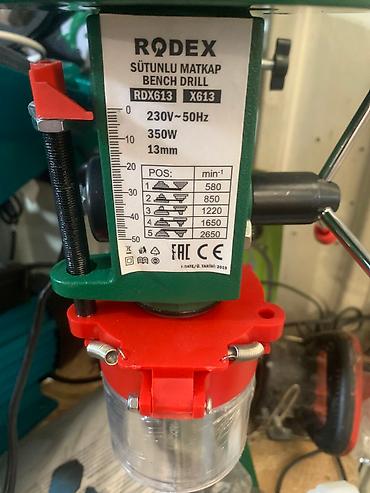 RODEX
SÜTUNLU MATKAP
BENCH DRILL
RDX613 X613
230V~50Hz
350W
13mm
POS: min⁻¹
1 580
2 850
3 1220
4 1650
5 2650
0
10
20
30
40
50
EAC CE